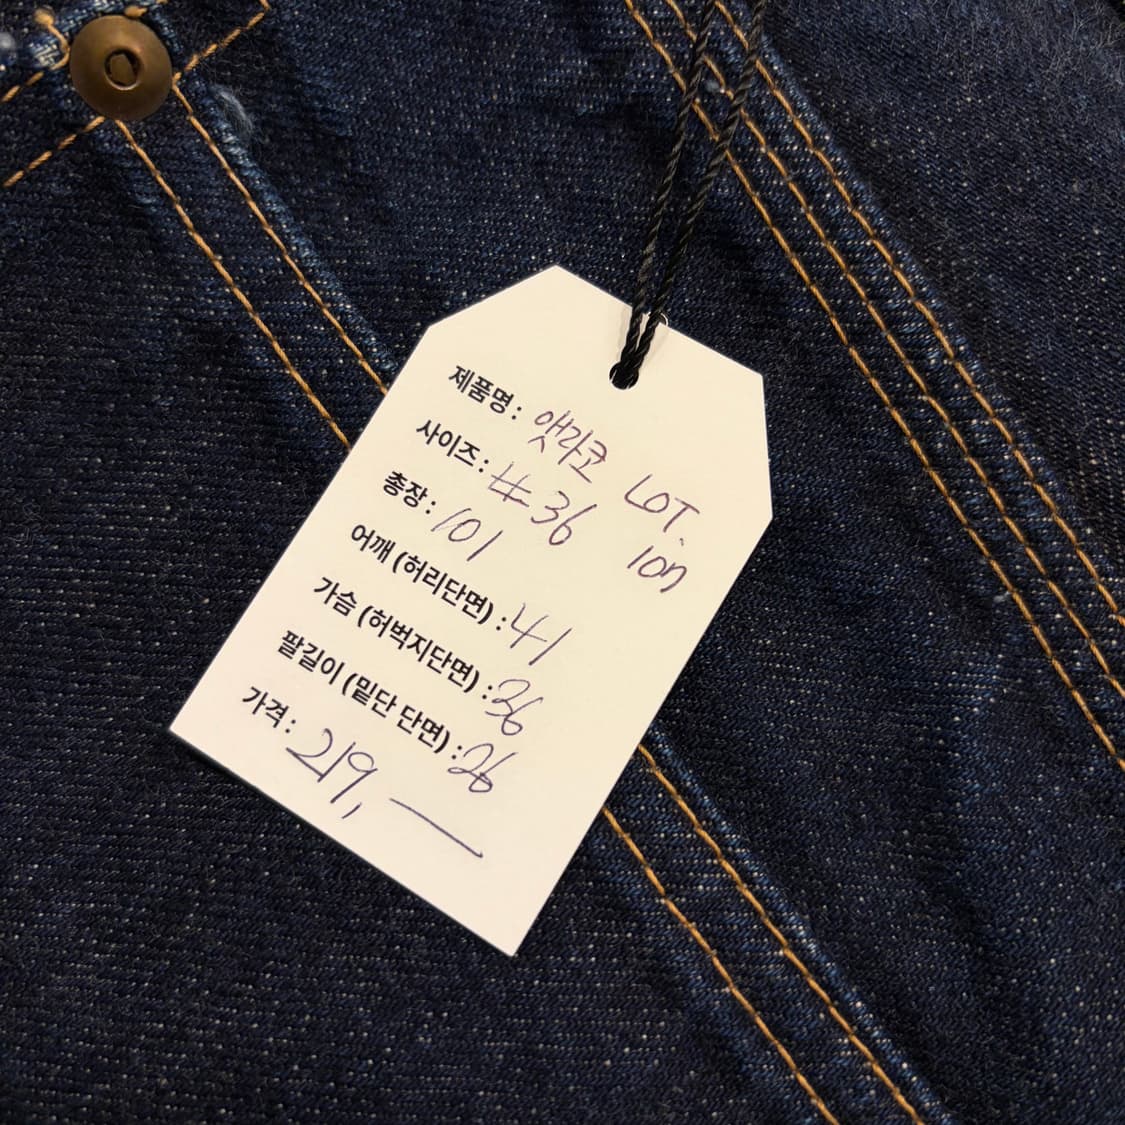 제품명 : 앳라코 LOT.
107
사이즈 : #36
총장 : 101
어깨 (허리단면) : 41
가슴 (허벅지단면) : 36
팔길이 (밑단 단면) : 26
가격 : 219,—